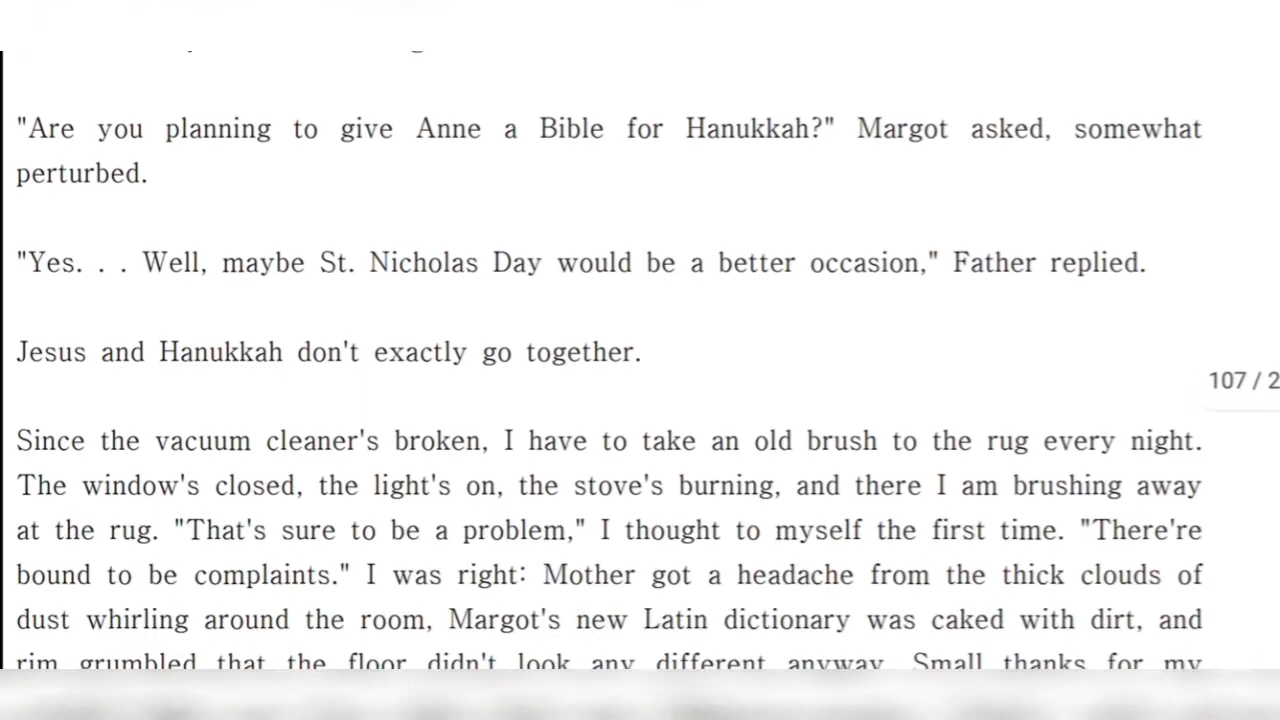 "Are you planning to give Anne a Bible for Hanukkah?" Margot asked, somewhat
perturbed.
"Yes. . . Well, maybe St. Nicholas Day would be a better occasion," Father replied.
Jesus and Hanukkah don't exactly go together.
107 / 2
Since the vacuum cleaner's broken, I have to take an old brush to the rug every night.
The window's closed, the light's on, the stove's burning, and there I am brushing away
at the rug. "That's sure to be a problem," I thought to myself the first time. "There're
bound to be complaints." I was right: Mother got a headache from the thick clouds of
dust whirling around the room, Margot's new Latin dictionary was caked with dirt, and
rim grumbled that the floor didn't look any different anyway. Small thanks for my